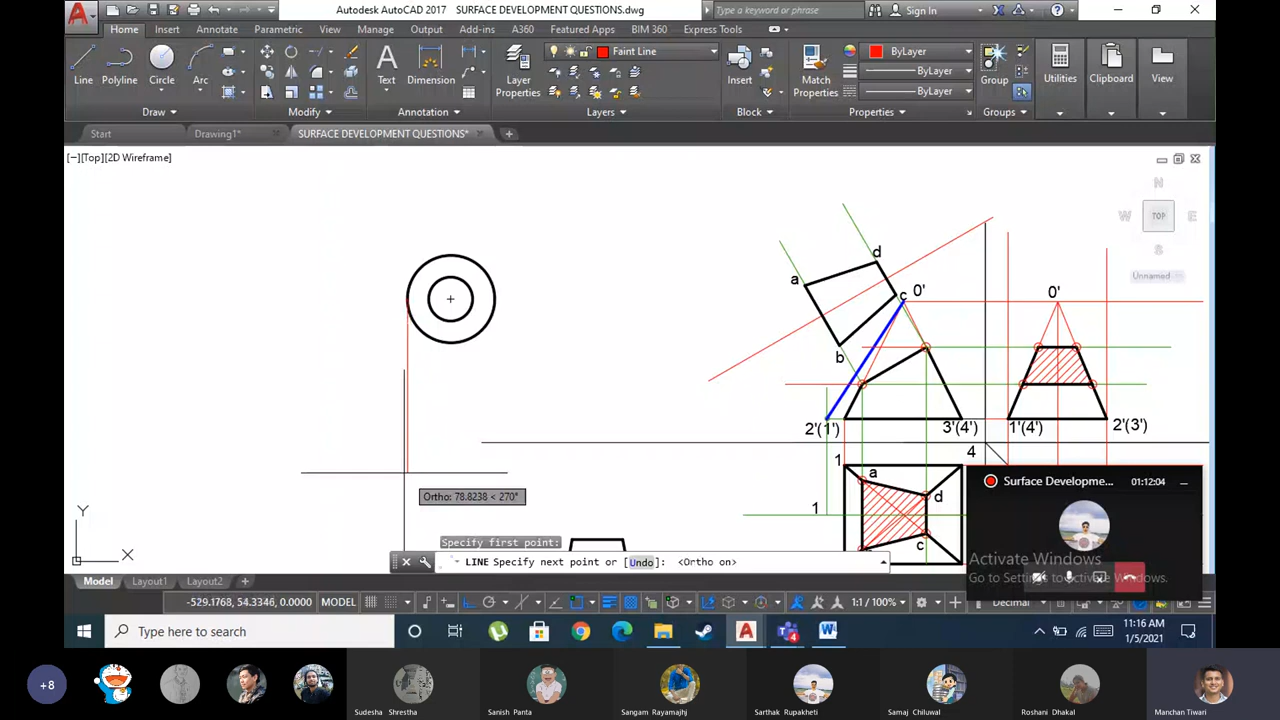 Autodesk AutoCAD 2017 SURFACE DEVELOPMENT QUESTIONS.dwg
Type a keyword or phrase
Sign In
Home Insert Annotate Parametric View Manage Output Add-ins A360 Featured Apps BIM 360 Express Tools
Faint Line
ByLayer
ByLayer
ByLayer
Line Polyline Circle Arc Text Dimension Layer Properties Insert Match Properties Group Utilities Clipboard View
Draw Modify Annotation Layers Block Properties Groups
Start Drawing1* SURFACE DEVELOPMENT QUESTIONS*
[−][Top][2D Wireframe]
N
W TOP E
S
Unnamed
d
a
c 0'
0'
b
2'(1') 3'(4') 1'(4') 2'(3')
4
1
a
d
1
c
Y
X
Ortho: 78.8238 < 270°
Specify first point:
LINE Specify next point or [Undo]: <Ortho on>
Surface Developme... 01:12:04
Activate Windows
Go to Settings to activate Windows.
Model Layout1 Layout2 +
-529.1768, 54.3346, 0.0000 MODEL 1:1 / 100% Decimal
Type here to search
11:16 AM
1/5/2021
+8
Sudesha Shrestha
Sanish Panta
Sangam Rayamajhj
Sarthak Rupakheti
Samaj Chiluwal
Roshani Dhakal
Manchan Tiwari